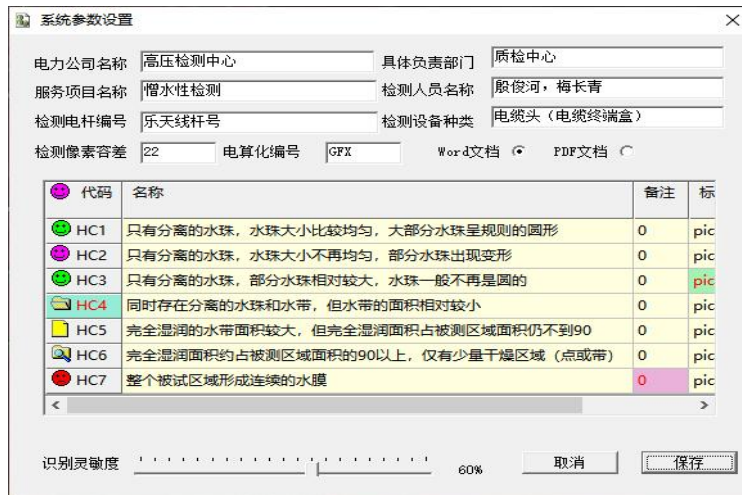 系统参数设置
电力公司名称 高压检测中心 具体负责部门 质检中心
服务项目名称 憎水性检测 检测人员名称 殷俊河，梅长青
检测电杆编号 乐天线杆号 检测设备种类 电缆头（电缆终端盒）
检测像素容差 22 电算化编号 GFX Word文档 PDF文档
代码 名称 备注 标
HC1 只有分离的水珠，水珠大小比较均匀，大部分水珠呈规则的圆形 0 pic
HC2 只有分离的水珠，水珠大小不再均匀，部分水珠出现变形 0 pic
HC3 只有分离的水珠，部分水珠相对较大，水珠一般不再是圆的 0 pic
HC4 同时存在分离的水珠和水带，但水带的面积相对较小 0 pic
HC5 完全湿润的水带面积较大，但完全湿润面积占被测区域面积仍不到90 0 pic
HC6 完全湿润面积约占被测区域面积的90以上，仅有少量干燥区域（点或带） 0 pic
HC7 整个被试区域形成连续的水膜 0 pic
识别灵敏度 60% 取消 保存